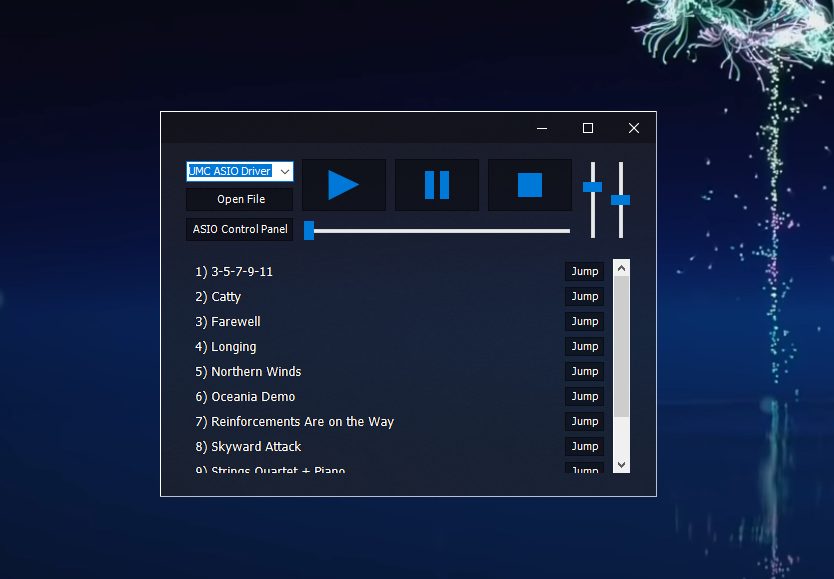 UMC ASIO Driver
Open File
ASIO Control Panel
1) 3-5-7-9-11 Jump
2) Catty Jump
3) Farewell Jump
4) Longing Jump
5) Northern Winds Jump
6) Oceania Demo Jump
7) Reinforcements Are on the Way Jump
8) Skyward Attack Jump
9) Strings Quartet + Piano Jump